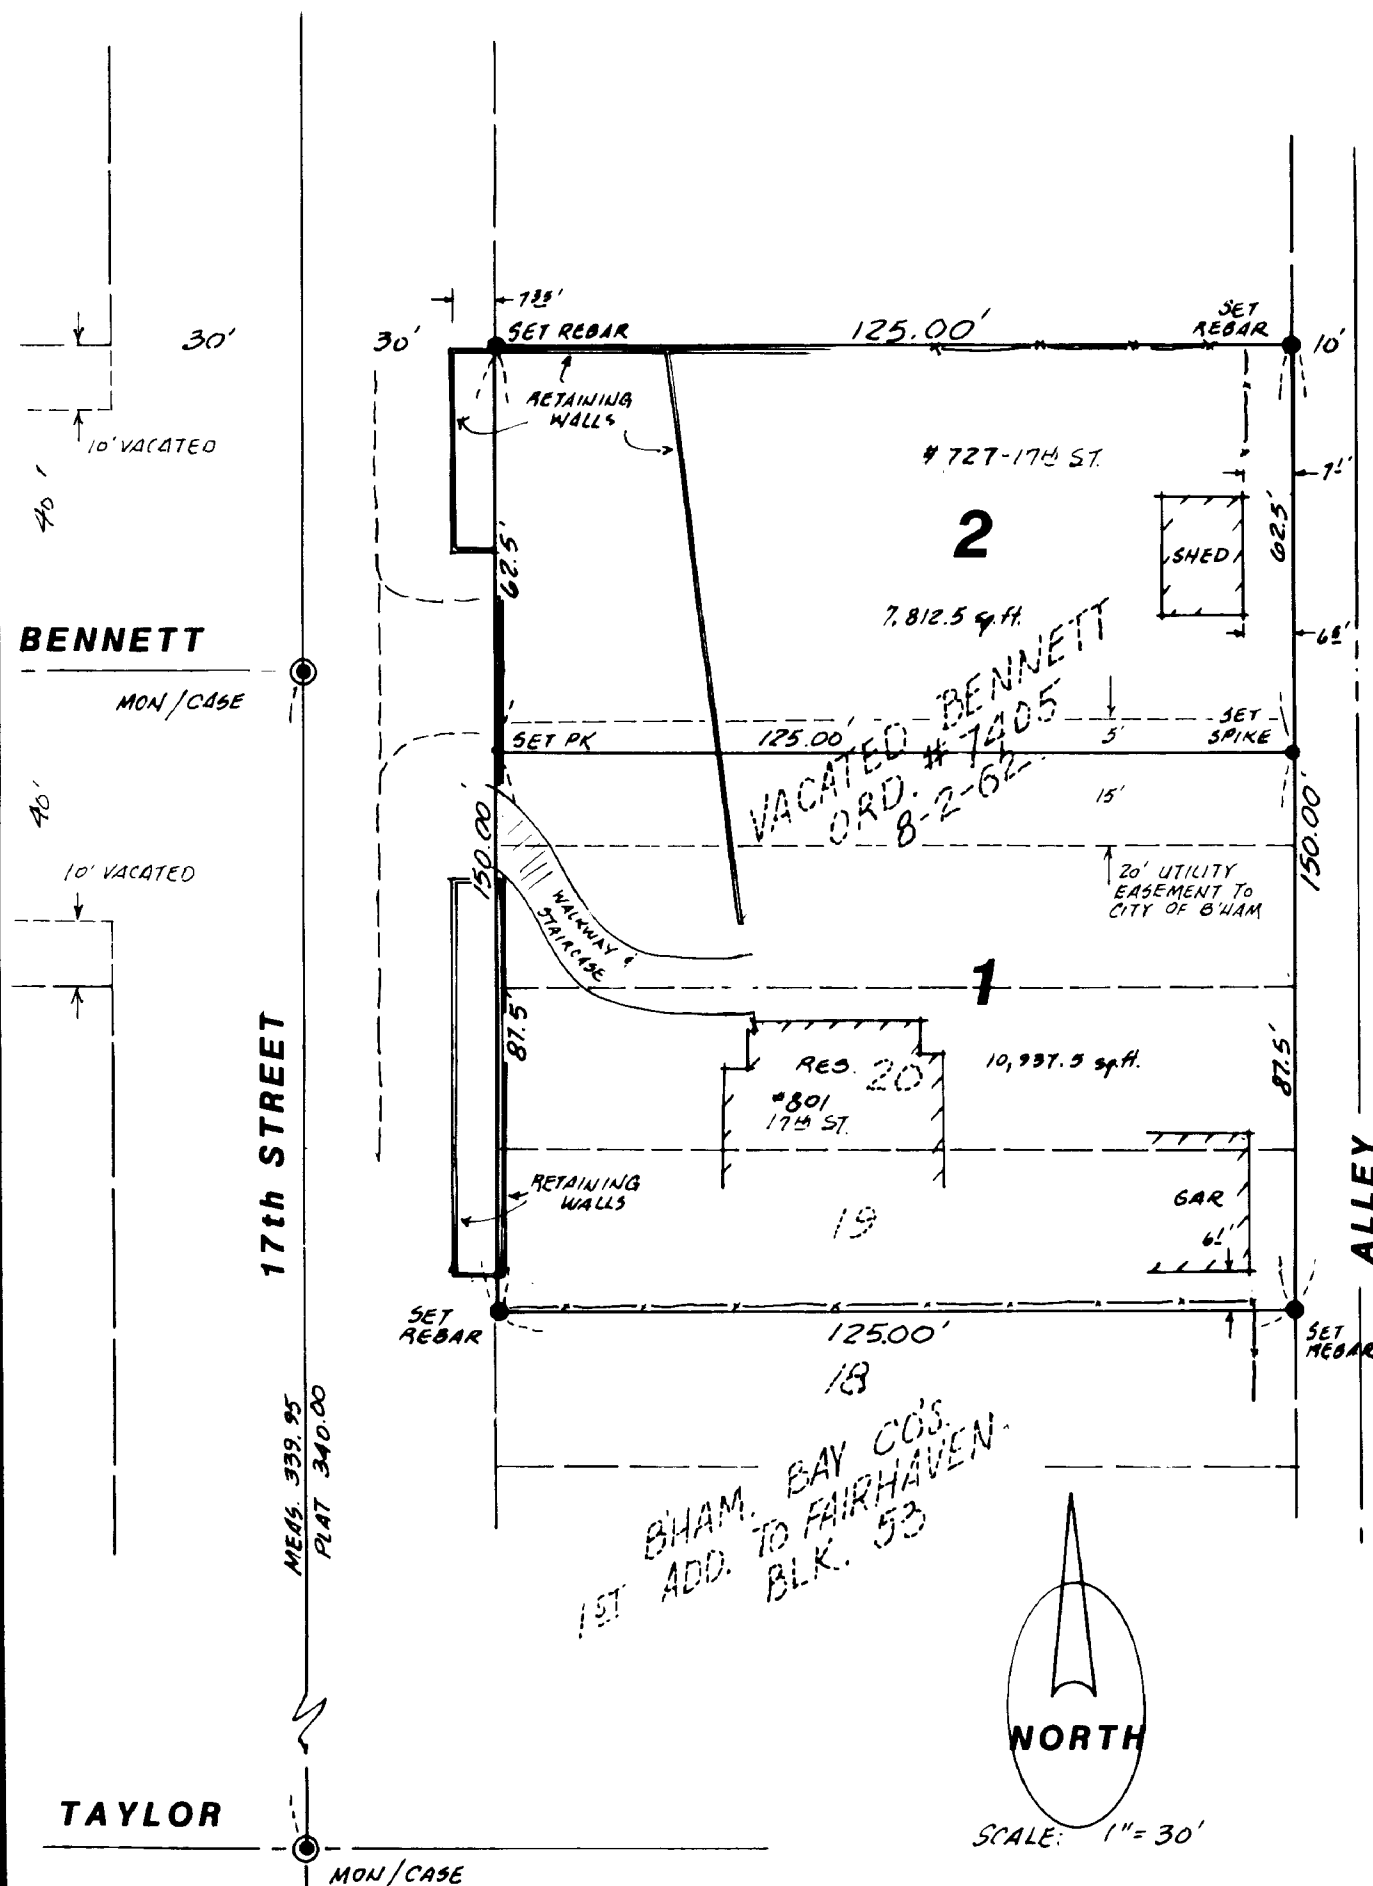 30'
30'
7 35'
SET REBAR
125.00'
SET
REBAR
10'
10' VACATED
40'
RETAINING
WALLS
# 727-17th ST.
7 1'
62.5'
2
62.5'
SHED
7,812.5 sq.ft.
6 8'
BENNETT
MON/CASE
VACATED BENNETT
ORD. # 7405
8-2-62
SET PK
125.00'
5'
SET
SPIKE
40'
15'
150.00'
150.00'
10' VACATED
20' UTILITY
EASEMENT TO
CITY OF B'HAM
WALKWAY &
STAIRCASE
1
87.5'
87.5'
RES.
20
10,937.5 sq.ft.
#801
17th ST.
17th STREET
RETAINING
WALLS
19
GAR
6 1'
ALLEY
SET
REBAR
125.00'
SET
REBAR
18
MEAS. 339.95
PLAT 340.00
B'HAM. BAY CO'S.
1ST ADD. TO FAIRHAVEN
BLK. 53
NORTH
SCALE: 1"= 30'
TAYLOR
MON/CASE